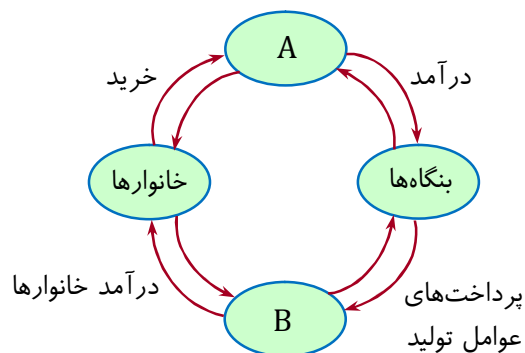 A
درآمد
خرید
بنگاه‌ها
خانوارها
پرداخت‌های
عوامل تولید
درآمد خانوارها
B